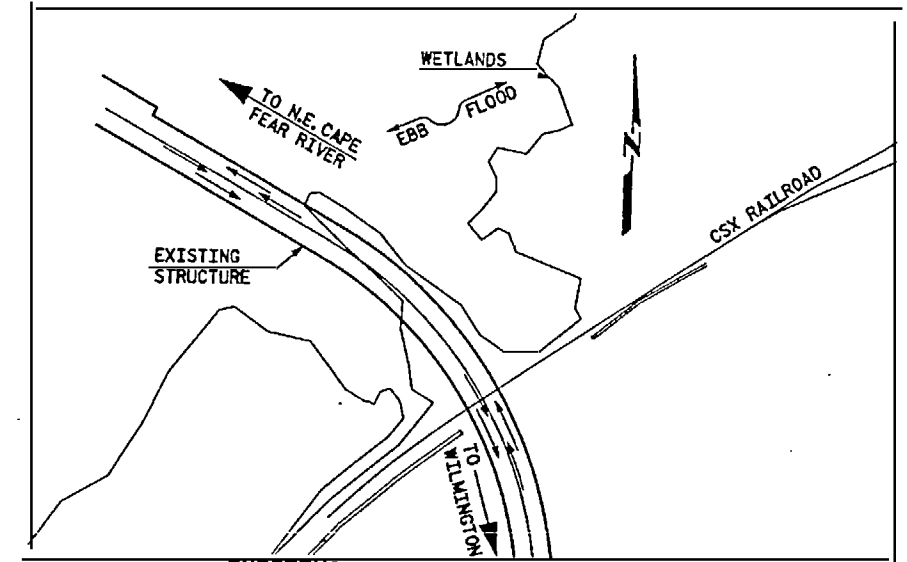 WETLANDS
TO N.E. CAPE
FEAR RIVER
EBB FLOOD
N
CSX RAILROAD
EXISTING
STRUCTURE
TO
WILMINGTON